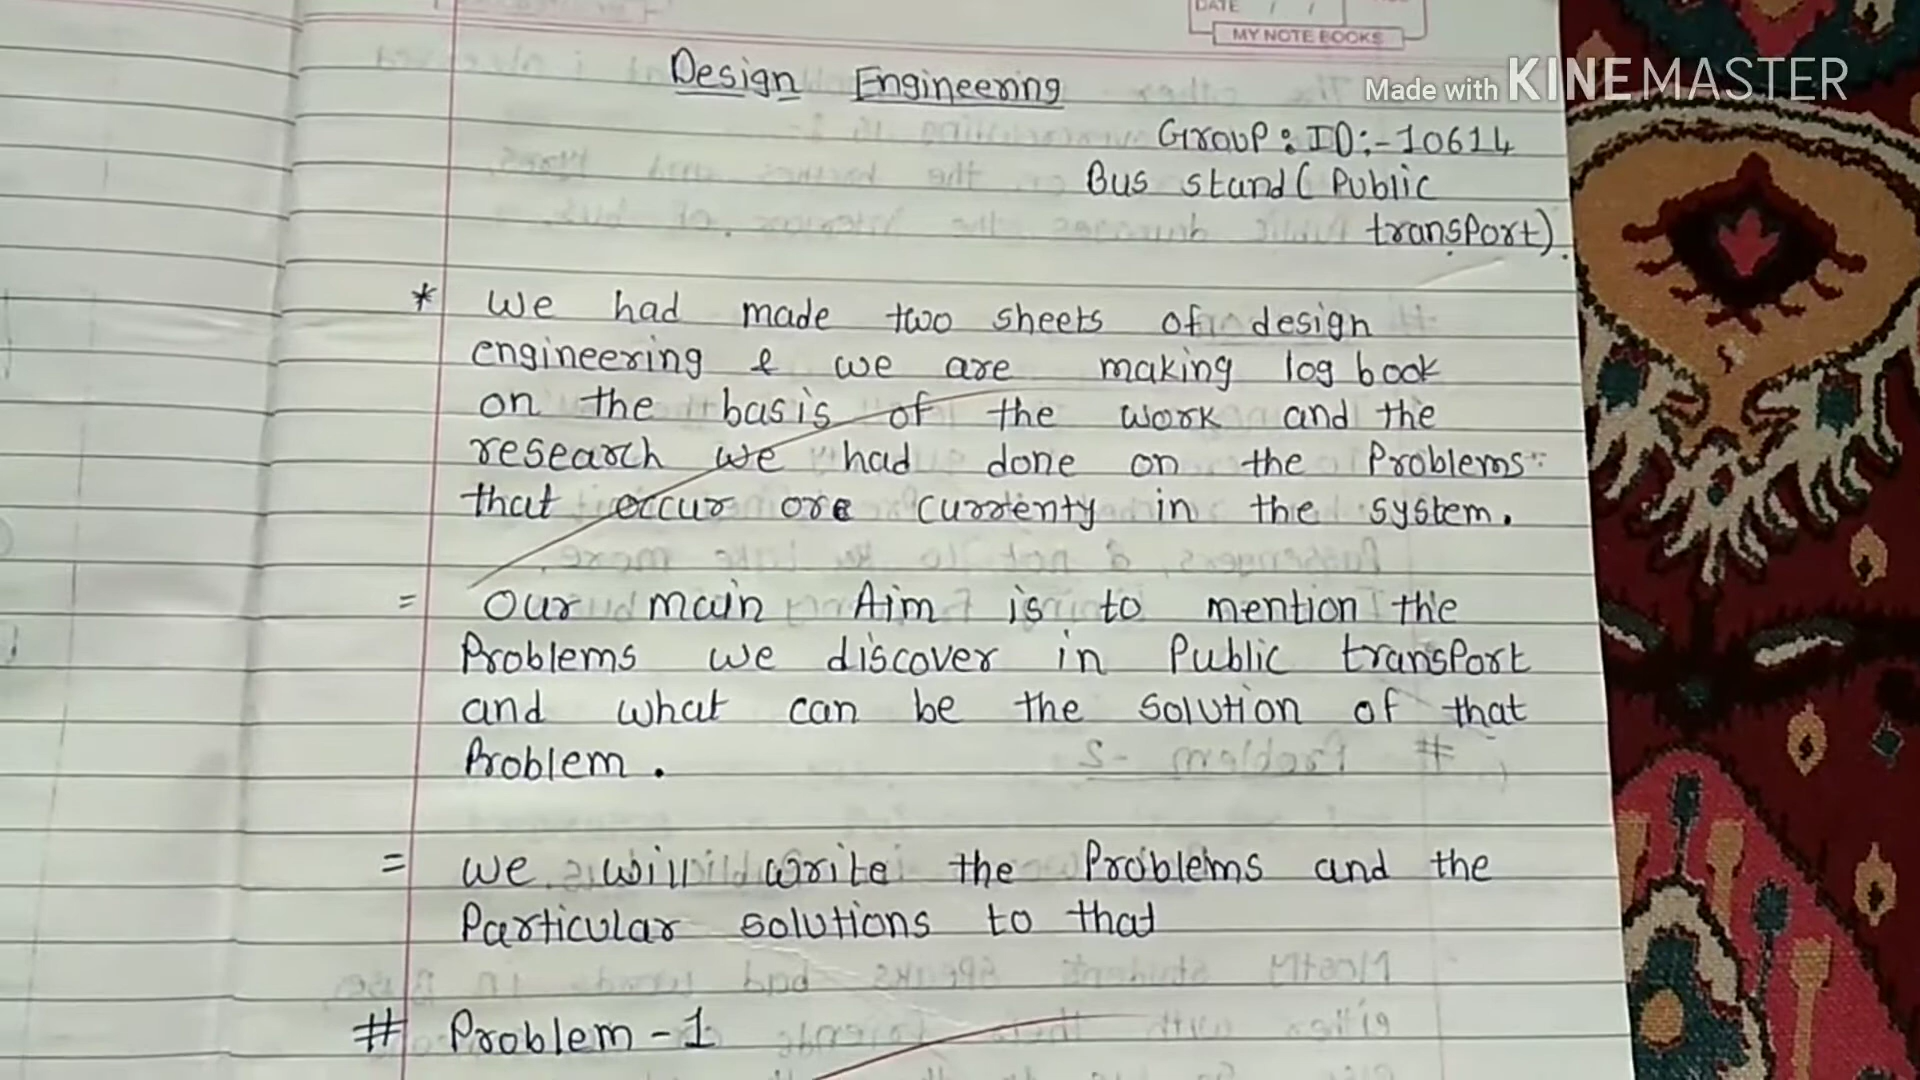 DATE / /
MY NOTE BOOKS
Made with KINEMASTER
Design Engineering
Group : ID:- 10614
Bus stand ( Public
transport).
* We had made two sheets of design
engineering & we are making log book
on the basis of the work and the
research we had done on the Problems
that occur ore currenty in the system.
= Our main Aim is to mention the
Problems we discover in Public transport
and what can be the solution of that
Problem .
= we will write the Problems and the
Particular solutions to that
# Problem - 1